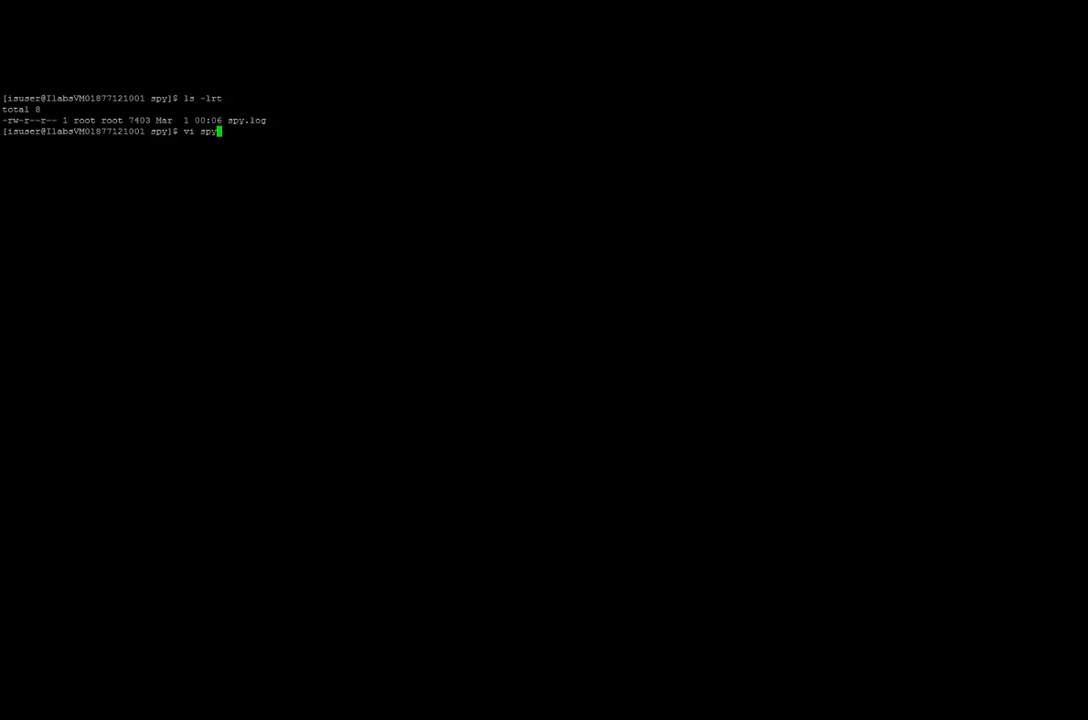 [isuser@IlabsVM01877121001 spy]$ ls -lrt
total 8
-rw-r--r-- 1 root root 7403 Mar  1 00:06 spy.log
[isuser@IlabsVM01877121001 spy]$ vi spy